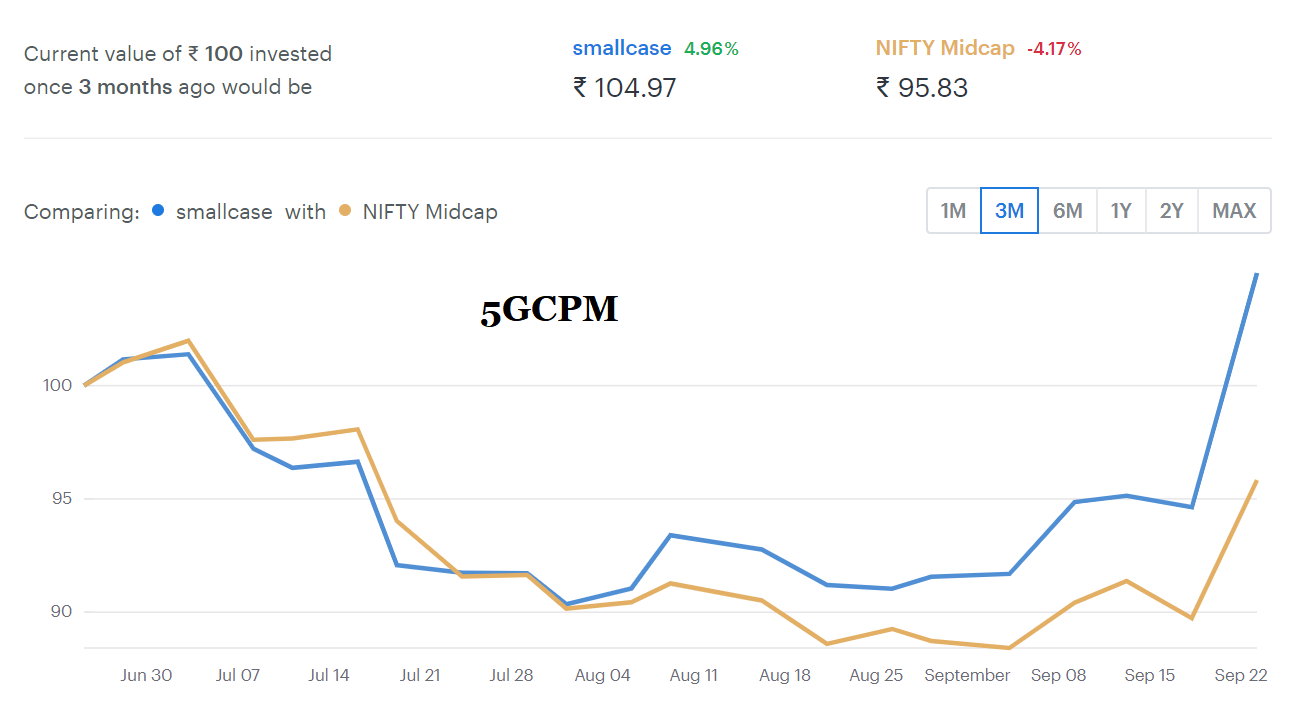 Current value of ₹ 100 invested
once 3 months ago would be
smallcase 4.96%
₹ 104.97
NIFTY Midcap -4.17%
₹ 95.83
Comparing: smallcase with NIFTY Midcap
1M 3M 6M 1Y 2Y MAX
5GCPM
100
95
90
Jun 30 Jul 07 Jul 14 Jul 21 Jul 28 Aug 04 Aug 11 Aug 18 Aug 25 September Sep 08 Sep 15 Sep 22